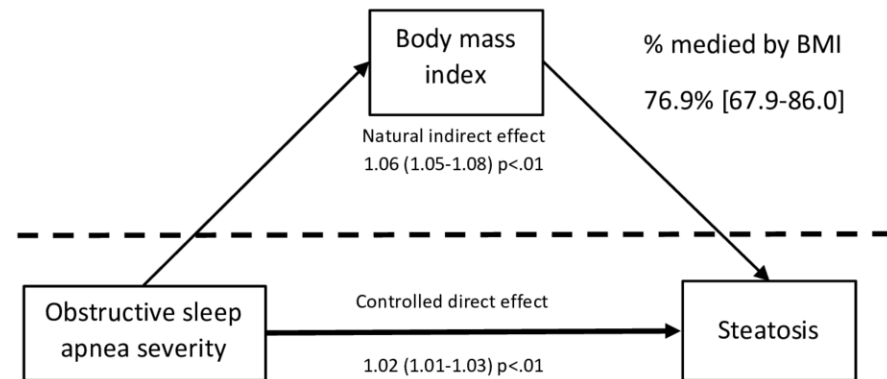 Body mass
index
% medied by BMI
76.9% [67.9-86.0]
Natural indirect effect
1.06 (1.05-1.08) p<.01
Obstructive sleep
apnea severity
Controlled direct effect
1.02 (1.01-1.03) p<.01
Steatosis